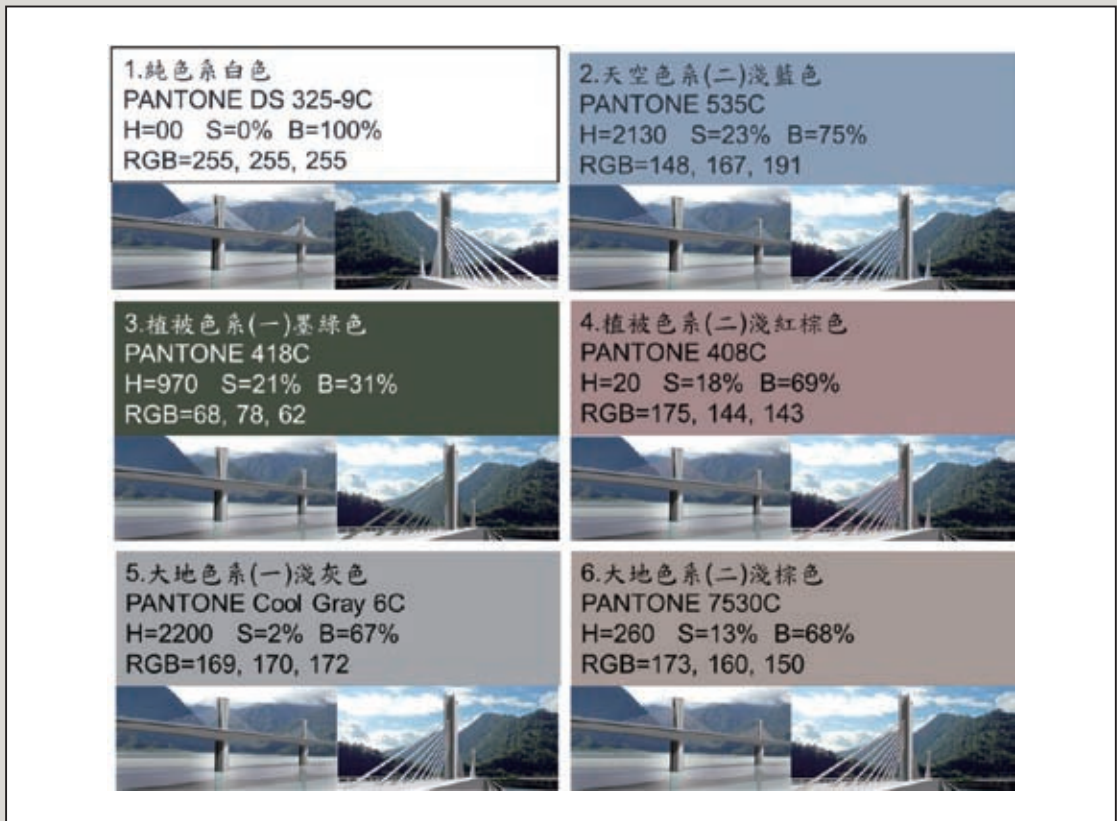 1.純色系白色
PANTONE DS 325-9C
H=00 S=0% B=100%
RGB=255, 255, 255
2.天空色系(二)淺藍色
PANTONE 535C
H=2130 S=23% B=75%
RGB=148, 167, 191
3.植被色系(一)墨綠色
PANTONE 418C
H=970 S=21% B=31%
RGB=68, 78, 62
4.植被色系(二)淺紅棕色
PANTONE 408C
H=20 S=18% B=69%
RGB=175, 144, 143
5.大地色系(一)淺灰色
PANTONE Cool Gray 6C
H=2200 S=2% B=67%
RGB=169, 170, 172
6.大地色系(二)淺棕色
PANTONE 7530C
H=260 S=13% B=68%
RGB=173, 160, 150